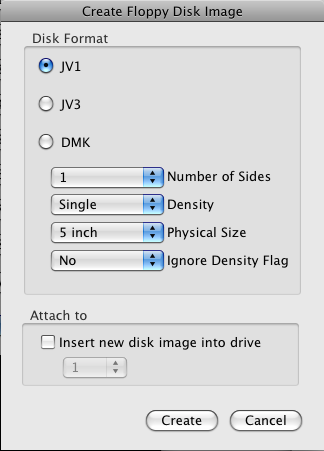 Create Floppy Disk Image
Disk Format
JV1
JV3
DMK
1 Number of Sides
Single Density
5 inch Physical Size
No Ignore Density Flag
Attach to
Insert new disk image into drive
1
Create Cancel